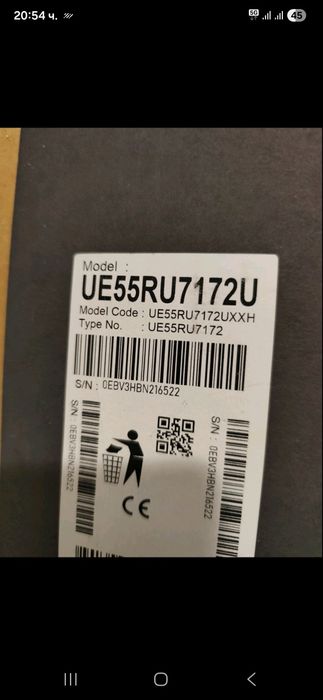 20:54 ч.
5G
45
Model :
UE55RU7172U
Model Code : UE55RU7172UXXH
Type No. : UE55RU7172
S/N : 0EBV3HBN216522
S/N : 0EBV3HBN216522
S/N : 0EBV3HBN216522
CE